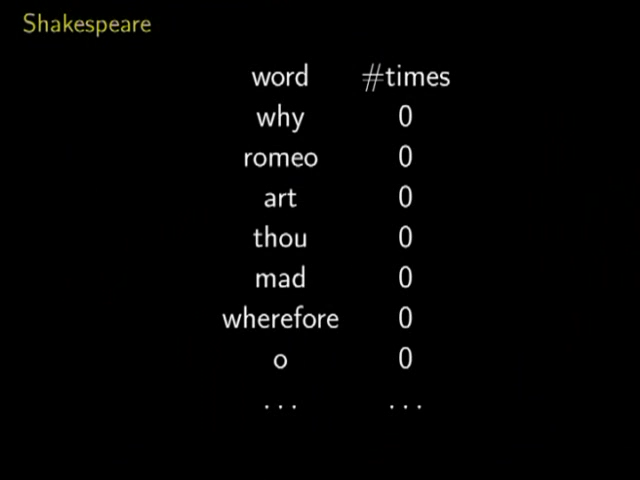 Shakespeare
word #times
why 0
romeo 0
art 0
thou 0
mad 0
wherefore 0
o 0
... ...